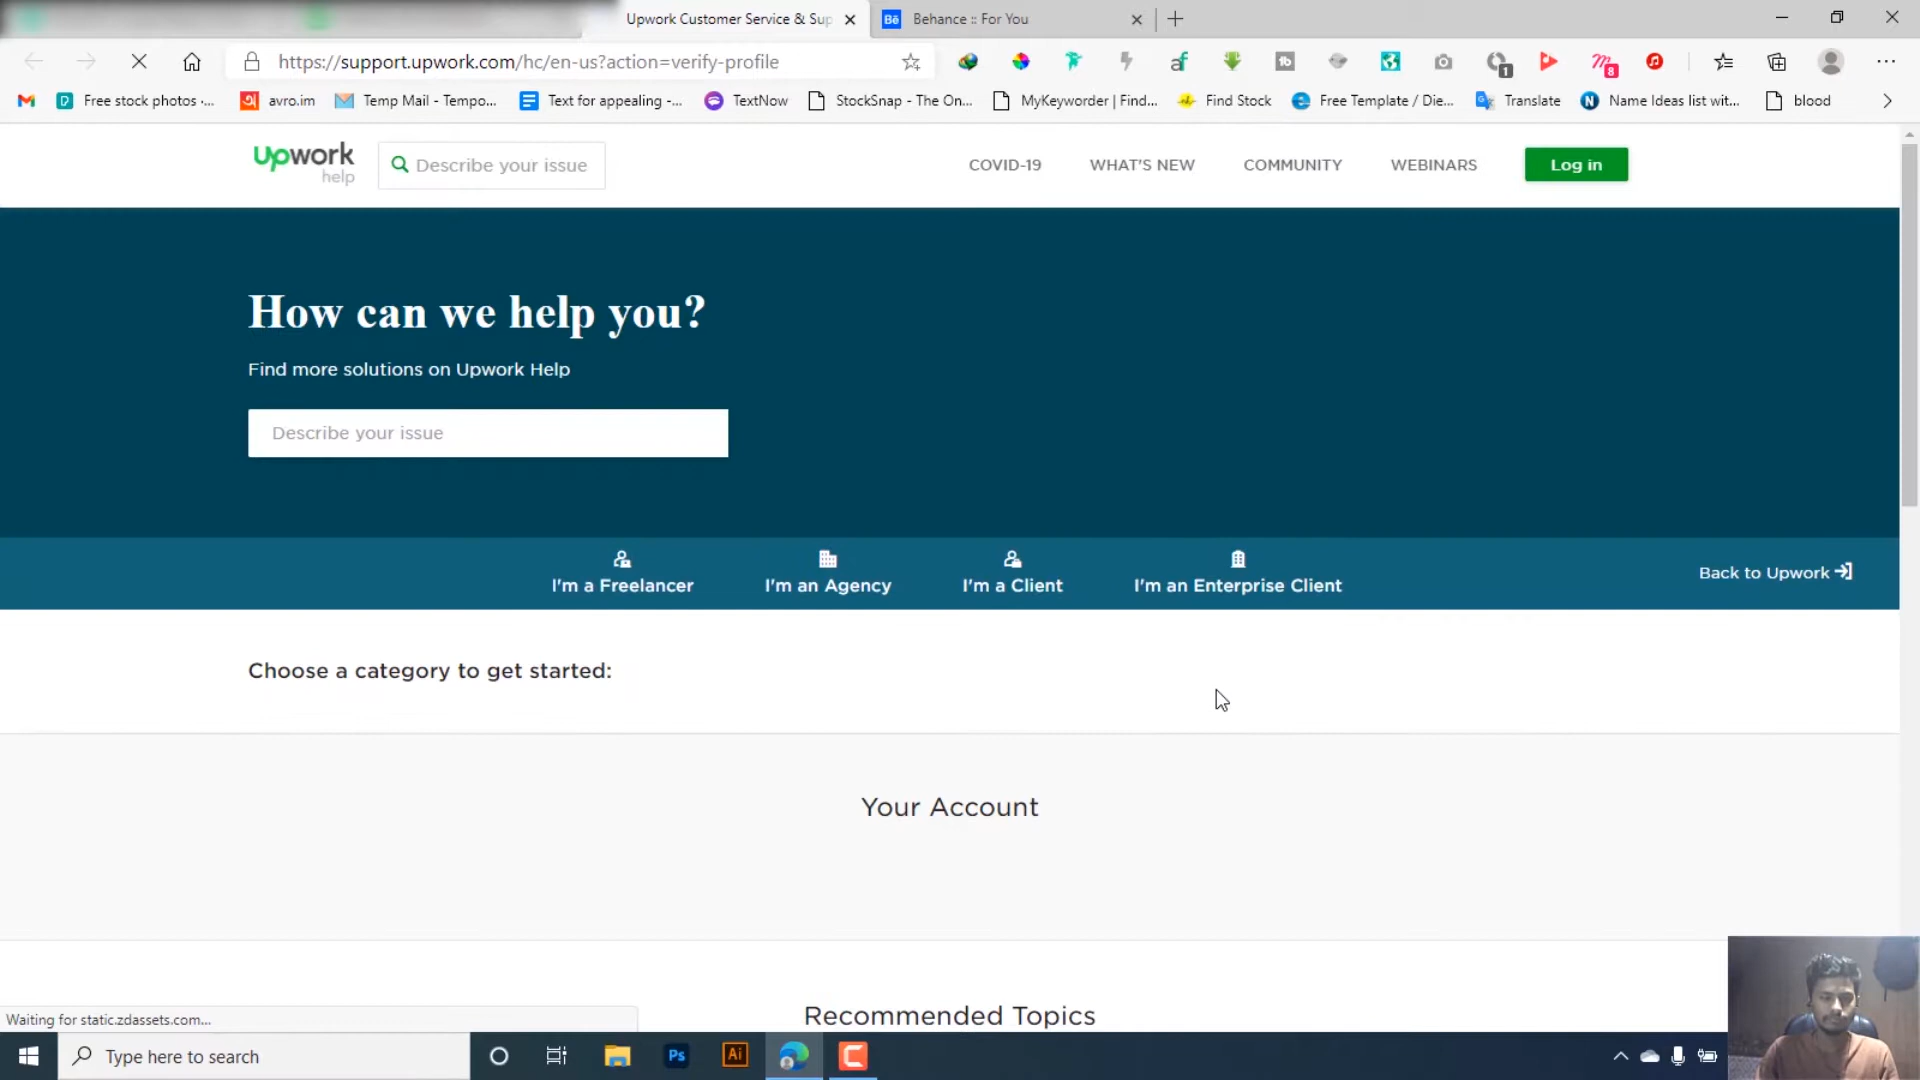 Upwork Customer Service & Sup
Behance :: For You
https://support.upwork.com/hc/en-us?action=verify-profile
1
8
Free stock photos -...
avro.im
Temp Mail - Tempo...
Text for appealing -...
TextNow
StockSnap - The On...
MyKeyworder | Find...
Find Stock
Free Template / Die...
Translate
Name Ideas list wit...
blood
Upwork
help
Describe your issue
COVID-19
WHAT'S NEW
COMMUNITY
WEBINARS
Log in
How can we help you?
Find more solutions on Upwork Help
Describe your issue
I'm a Freelancer
I'm an Agency
I'm a Client
I'm an Enterprise Client
Back to Upwork
Choose a category to get started:
Your Account
Recommended Topics
Waiting for static.zdassets.com...
Type here to search
Ps
Ai